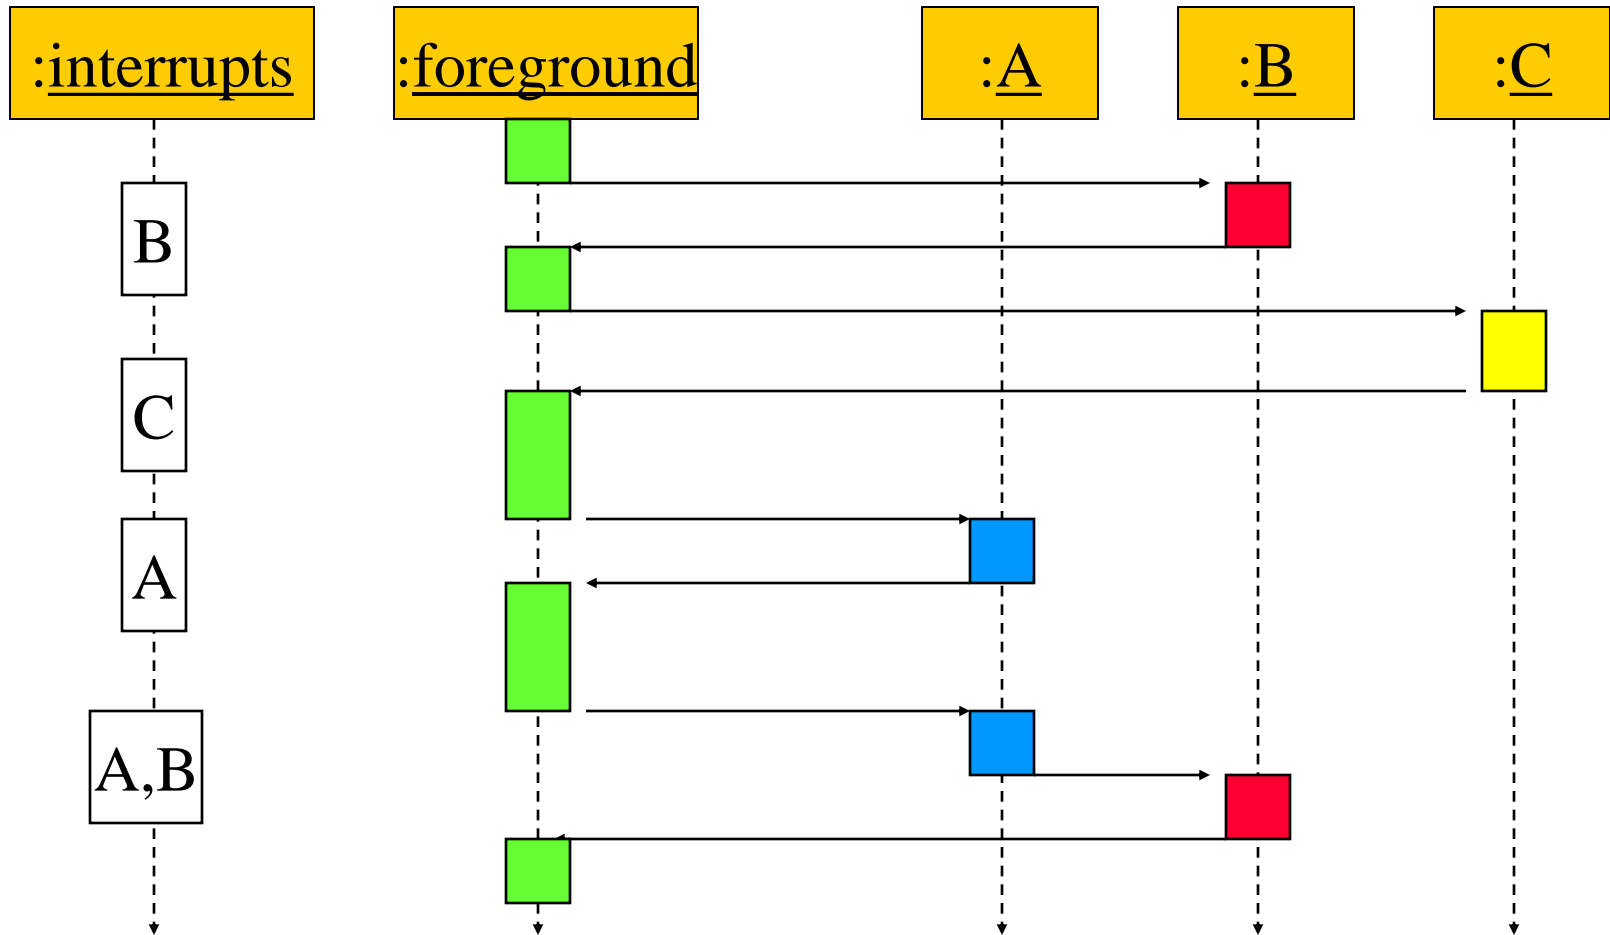 :interrupts
:foreground
:A
:B
:C
B
C
A
A,B